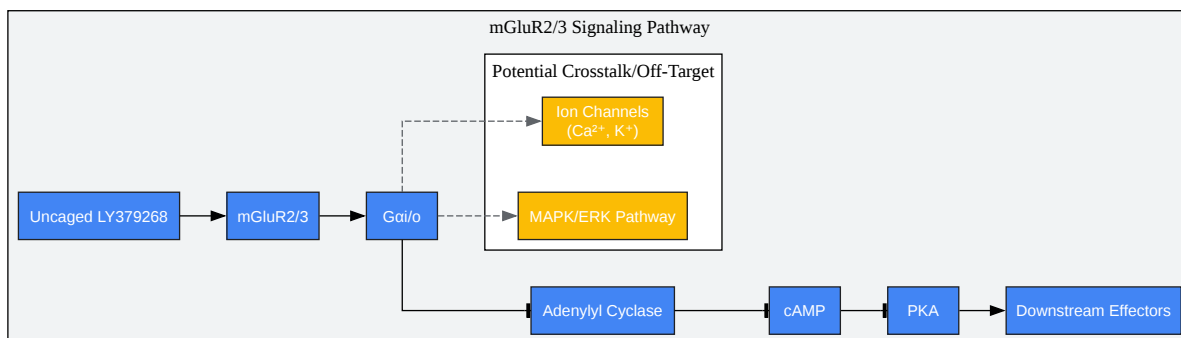 mGluR2/3 Signaling Pathway
Potential Crosstalk/Off-Target
Ion Channels
(Ca²⁺, K⁺)
Uncaged LY379268
mGluR2/3
Gαi/o
MAPK/ERK Pathway
Adenylyl Cyclase
cAMP
PKA
Downstream Effectors